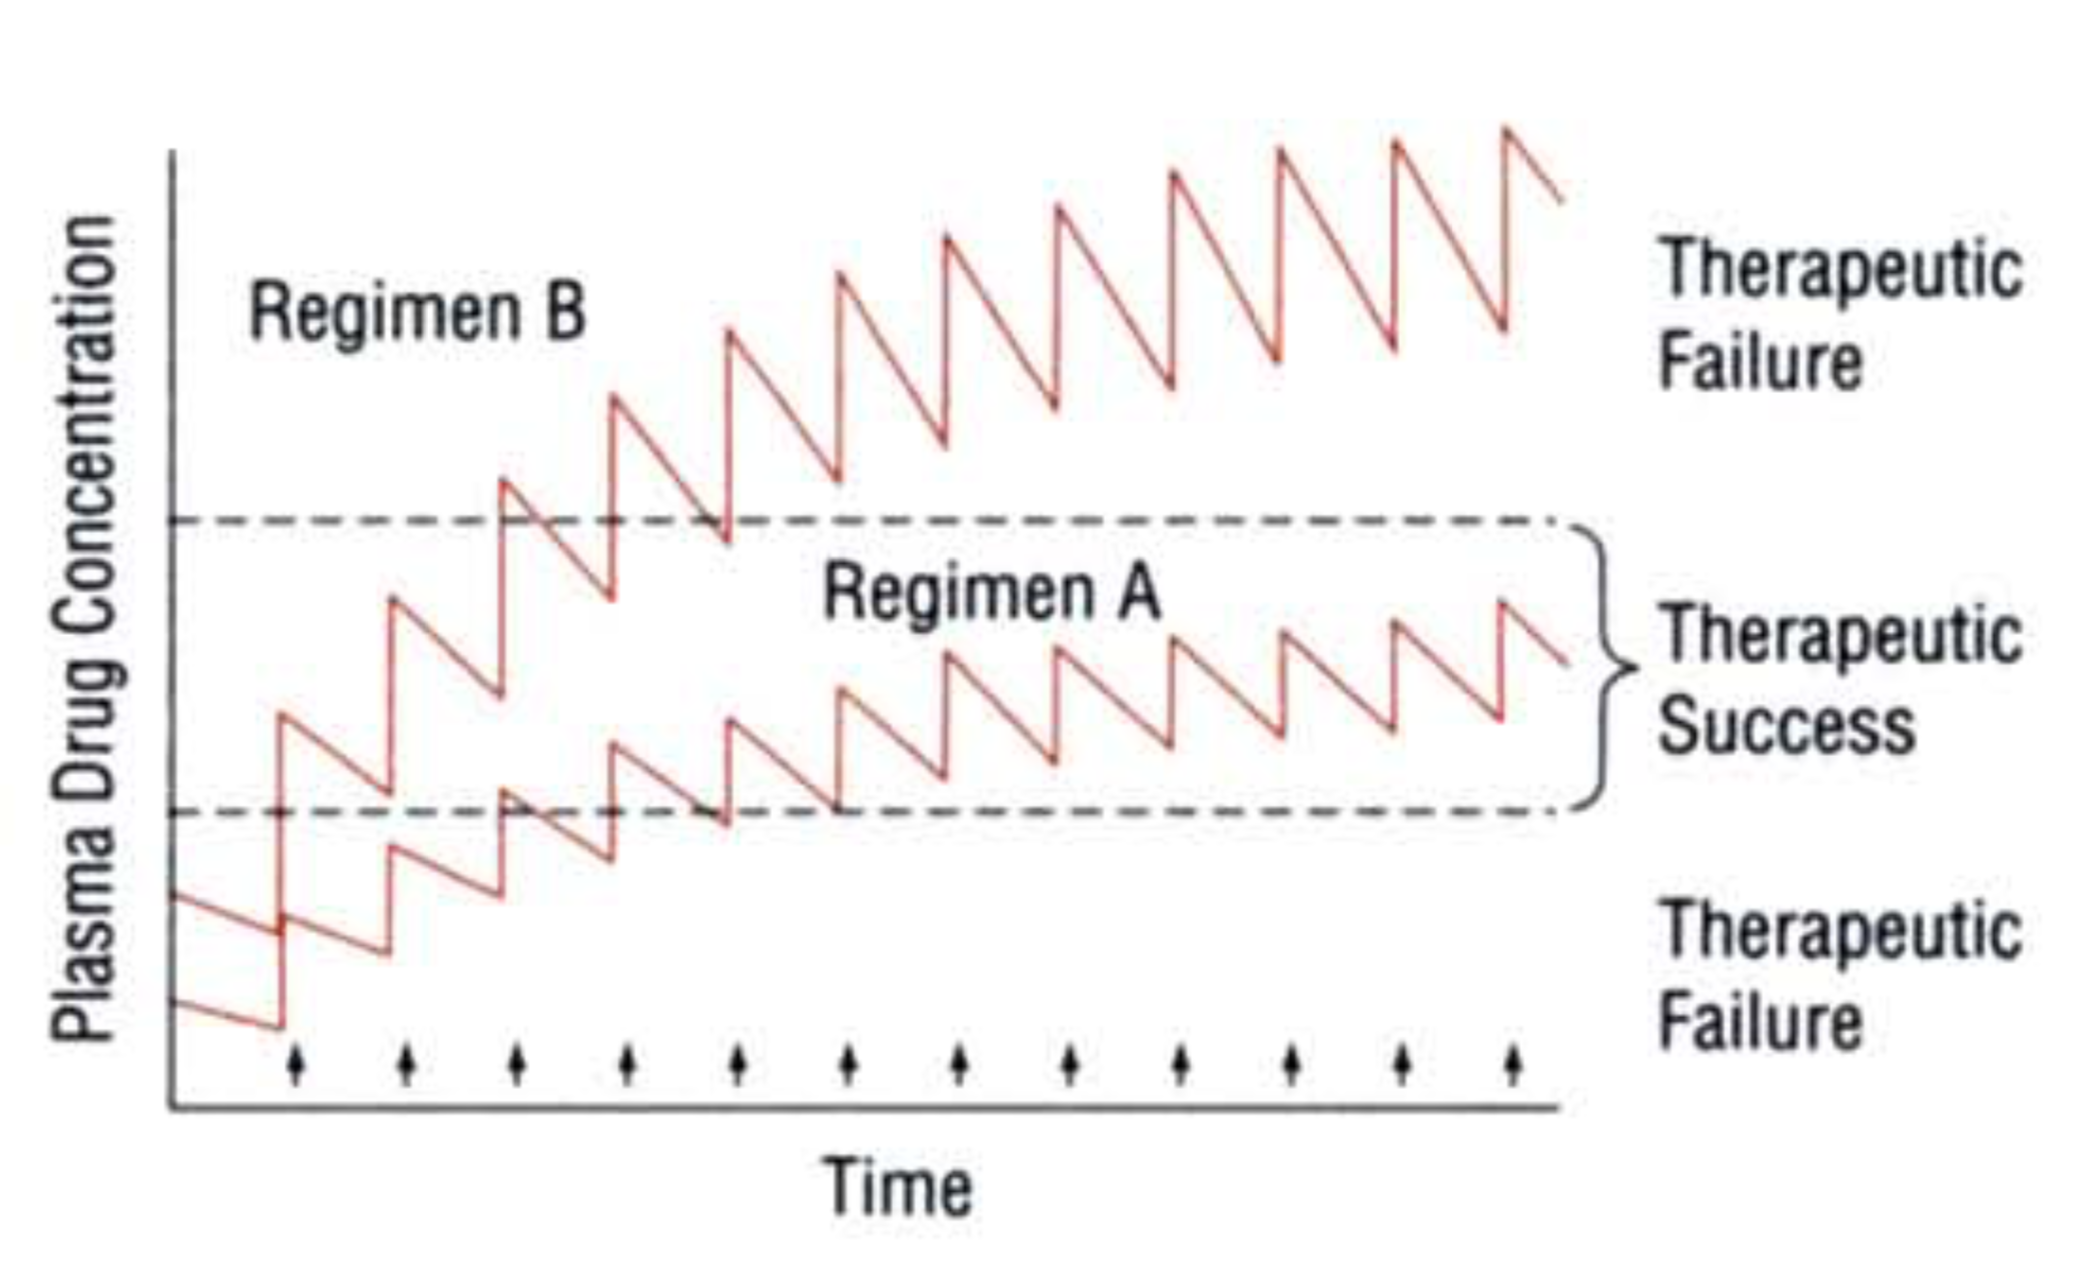 Plasma Drug Concentration
Regimen B
Regimen A
Therapeutic
Failure
Therapeutic
Success
Therapeutic
Failure
Time